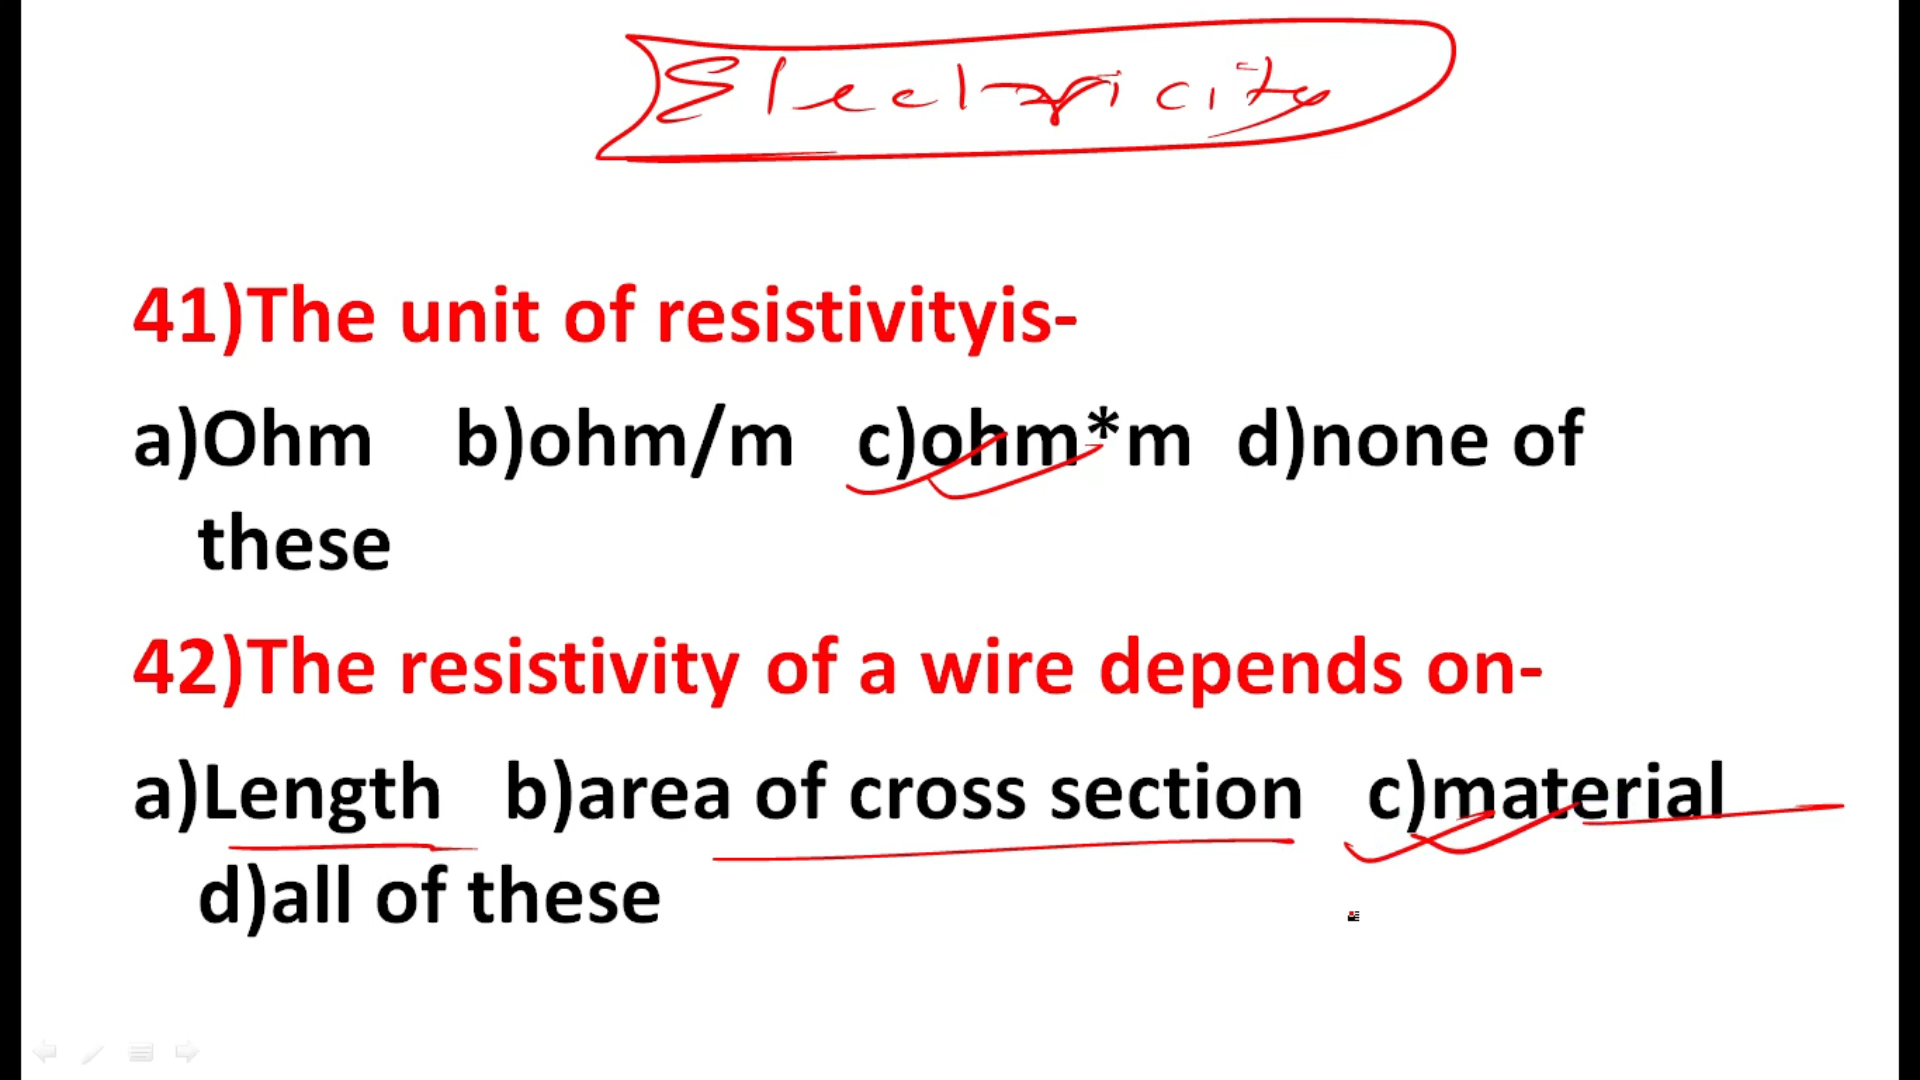 Electricity
41)The unit of resistivityis-
a)Ohm b)ohm/m c)ohm*m d)none of
these
42)The resistivity of a wire depends on-
a)Length b)area of cross section c)material
d)all of these